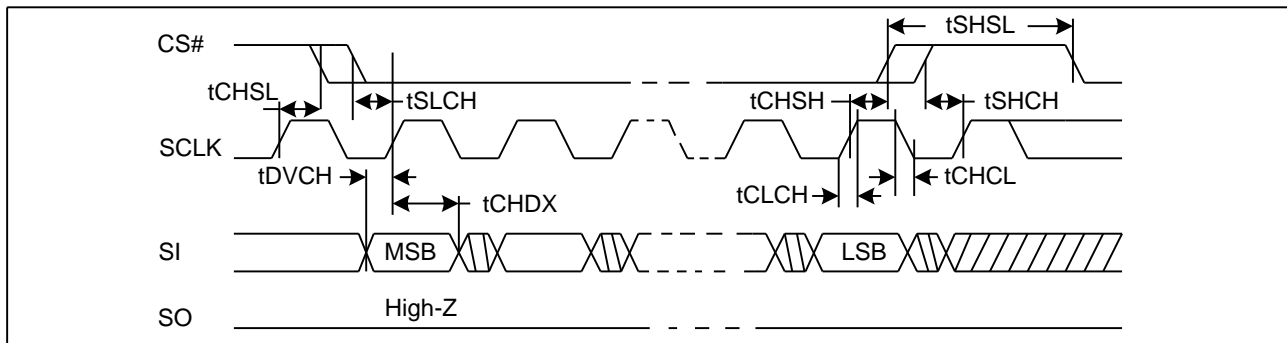 tSHSL
CS#
tCHSL
tSLCH
tCHSH
tSHCH
SCLK
tDVCH
tCHDX
tCLCH
tCHCL
SI
MSB
LSB
SO
High-Z